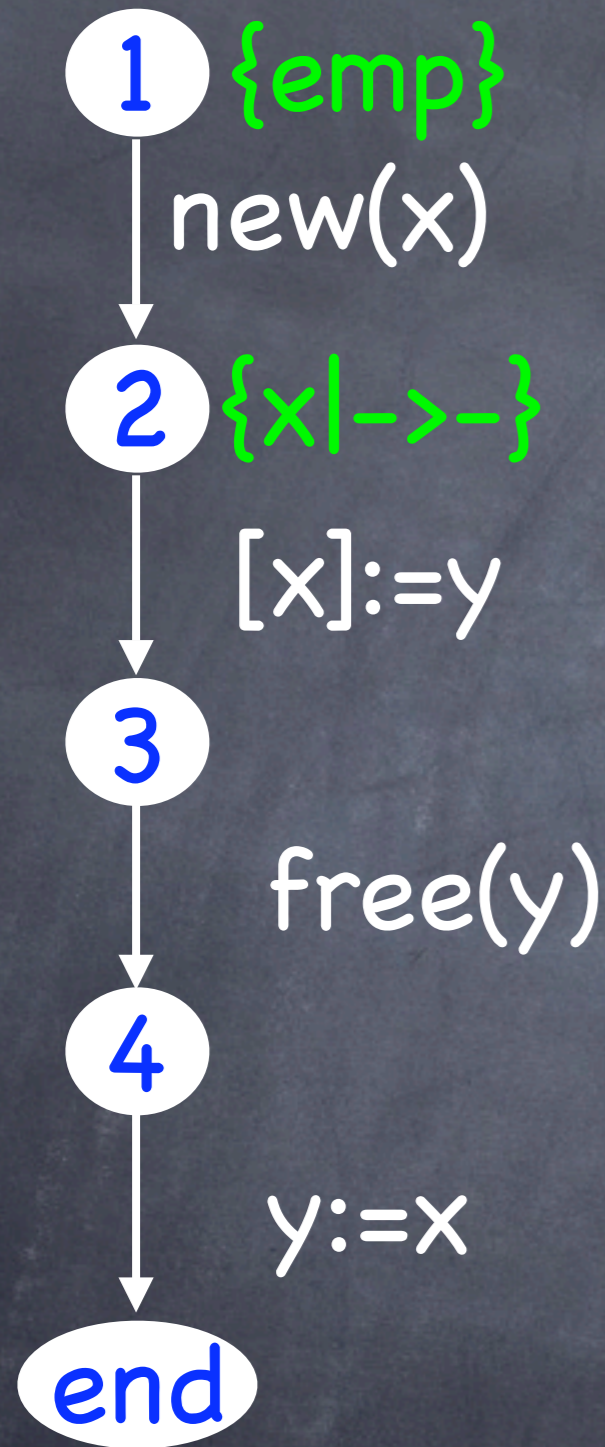 1 {emp}
new(x)
2 {x|->-}
[x]:=y
3
free(y)
4
y:=x
end